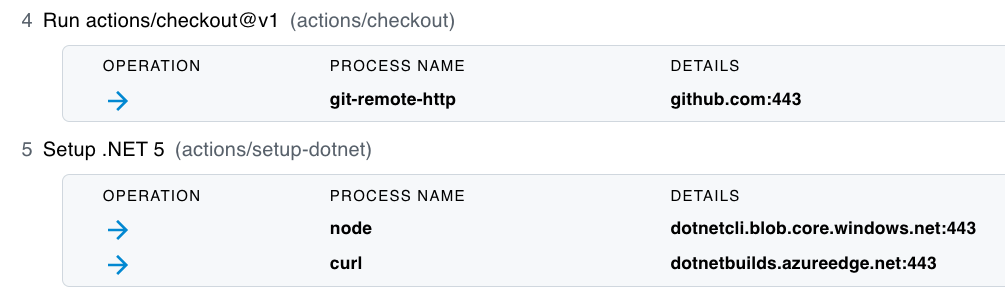 4 Run actions/checkout@v1 (actions/checkout)
OPERATION PROCESS NAME DETAILS
git-remote-http github.com:443
5 Setup .NET 5 (actions/setup-dotnet)
OPERATION PROCESS NAME DETAILS
node dotnetcli.blob.core.windows.net:443
curl dotnetbuilds.azureedge.net:443